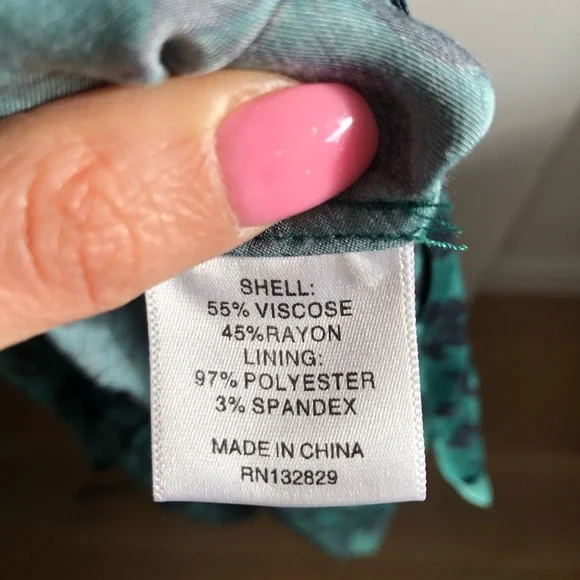 SHELL:
55% VISCOSE
45%RAYON
LINING:
97% POLYESTER
3% SPANDEX
MADE IN CHINA
RN132829